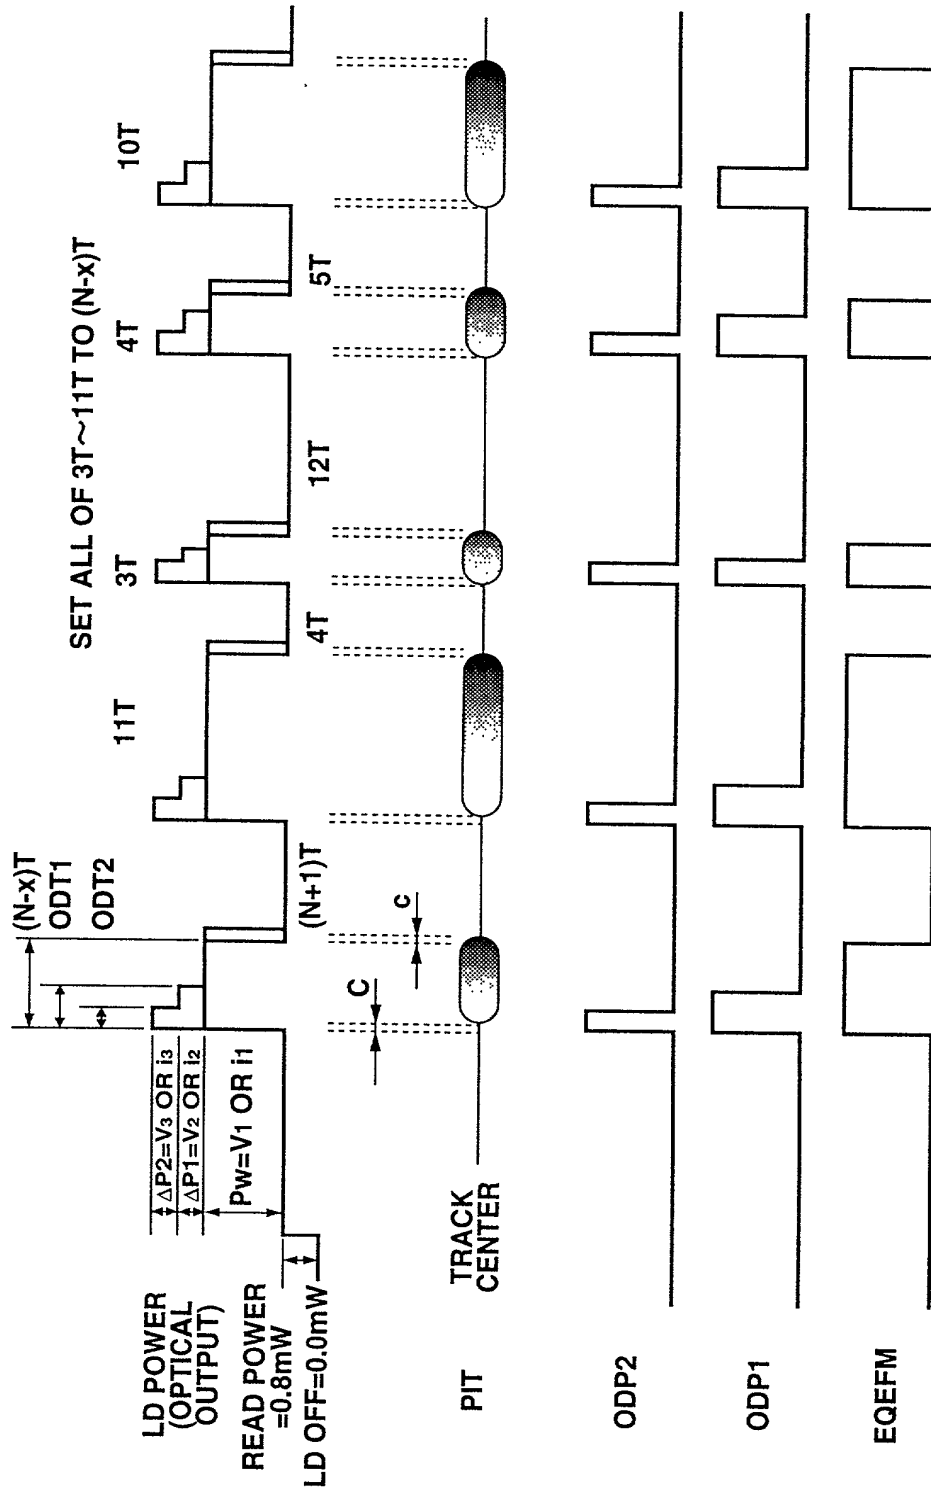 SET ALL OF 3T~11T TO (N-x)T
(N-x)T
ODT1
ODT2
11T
3T
4T
10T
LD POWER
(OPTICAL
OUTPUT)
ΔP2=V3 OR i3
ΔP1=V2 OR i2
PW=V1 OR i1
READ POWER
=0.8mW
LD OFF=0.0mW
(N+1)T
4T
12T
5T
C
C
PIT
TRACK
CENTER
ODP2
ODP1
EQEFM